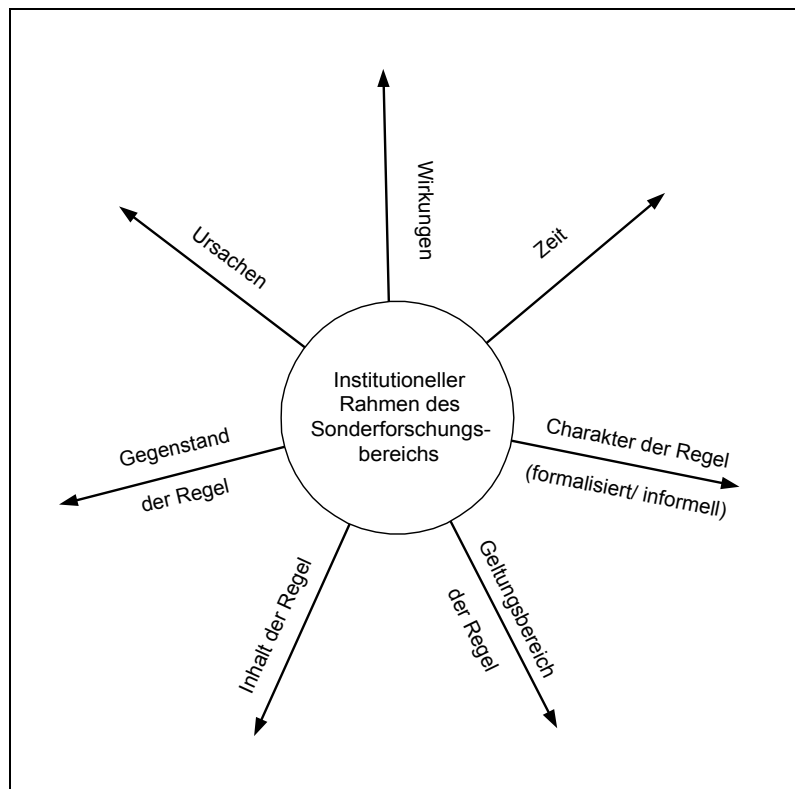 Wirkungen
Ursachen
Zeit
Institutioneller
Rahmen des
Sonderforschungs-
bereichs
Gegenstand
der Regel
Charakter der Regel
(formalisiert/ informell)
Inhalt der Regel
Geltungsbereich
der Regel